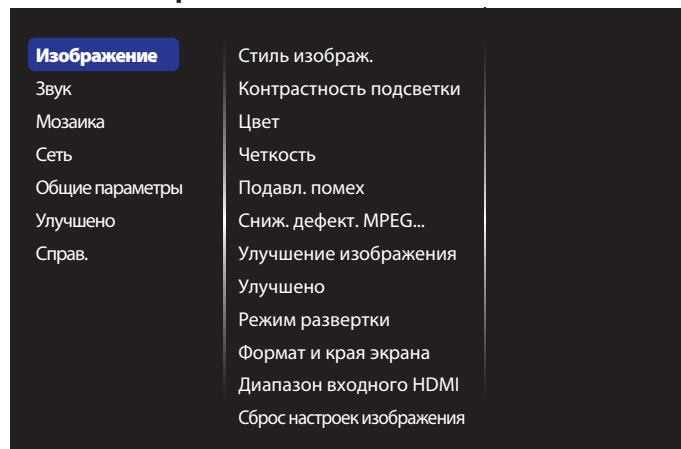 Изображение
Звук
Мозаика
Сеть
Общие параметры
Улучшено
Справ.
Стиль изображ.
Контрастность подсветки
Цвет
Четкость
Подавл. помех
Сниж. дефект. MPEG...
Улучшение изображения
Улучшено
Режим развертки
Формат и края экрана
Диапазон входного HDMI
Сброс настроек изображения